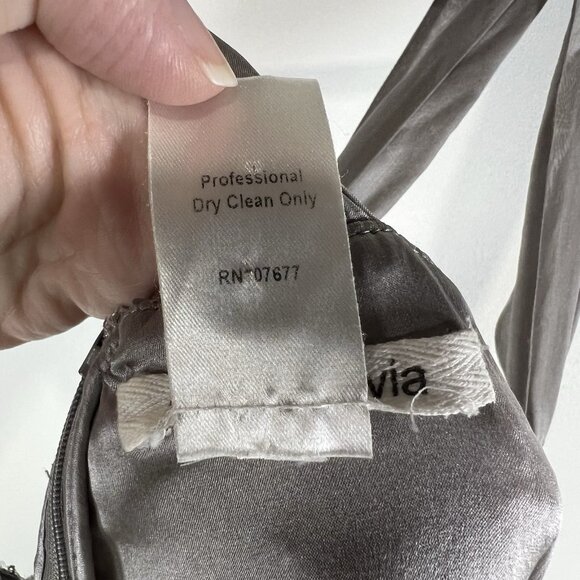 Professional
Dry Clean Only
RN 07677
via